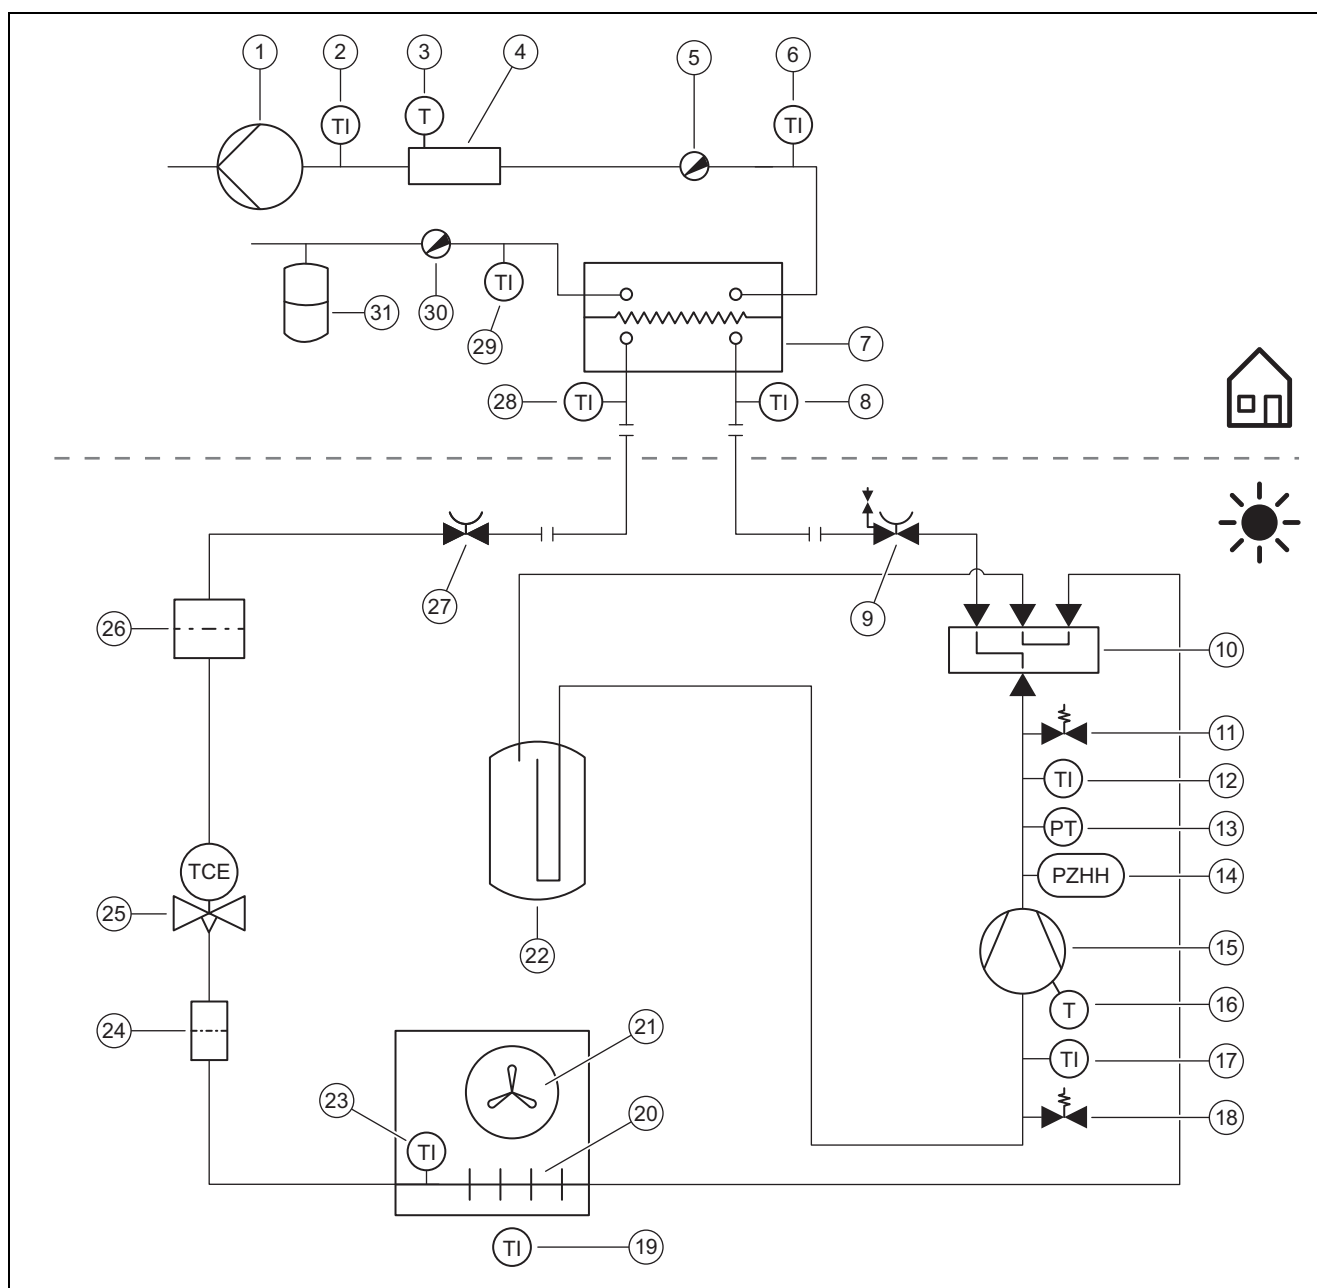 1 2 3 4 5 6
TI T TI
TI
31 30 29 7
28 TI TI 8
27 9
26 10
11
TI 12
PT 13
TCE PZHH 14
25
22 15
T 16
24 21
TI 17
23 20 18
TI
TI 19